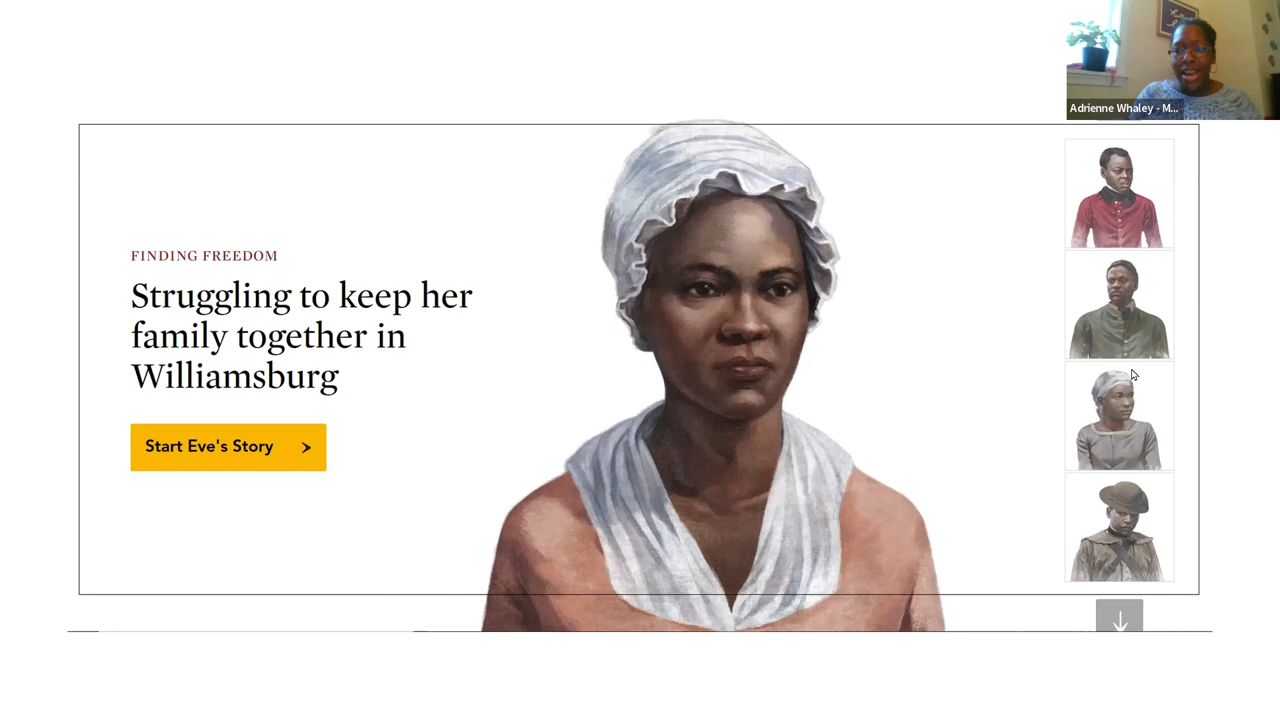 Adrienne Whaley - M...
FINDING FREEDOM
Struggling to keep her
family together in
Williamsburg
Start Eve's Story